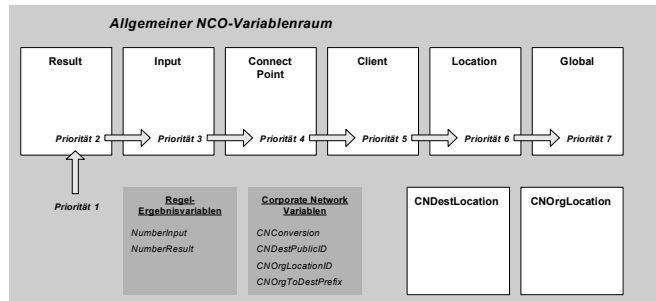 Allgemeiner NCO-Variablenraum
Result
Input
Connect
Point
Client
Location
Global
Priorität 2
Priorität 3
Priorität 4
Priorität 5
Priorität 6
Priorität 7
Priorität 1
Regel-
Ergebnisvariablen
NumberInput
NumberResult
Corporate Network
Variablen
CNConversion
CNDestPublicID
CNOrgLocationID
CNOrgToDestPrefix
CNDestLocation
CNOrgLocation